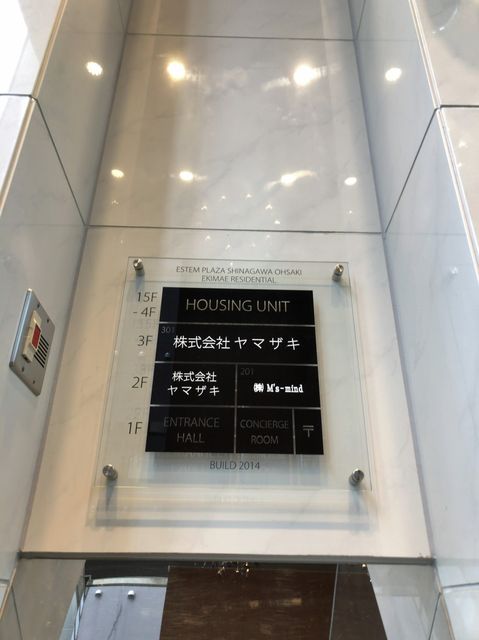 ESTEM PLAZA SHINAGAWA OHSAKI
EKIMAE RESIDENTIAL
15F
- 4F
HOUSING UNIT
3F
301
株式会社 ヤマザキ
2F
株式会社
ヤマザキ
201
㈱ M's-mind
1F
ENTRANCE
HALL
CONCIERGE
ROOM
〒
BUILD 2014